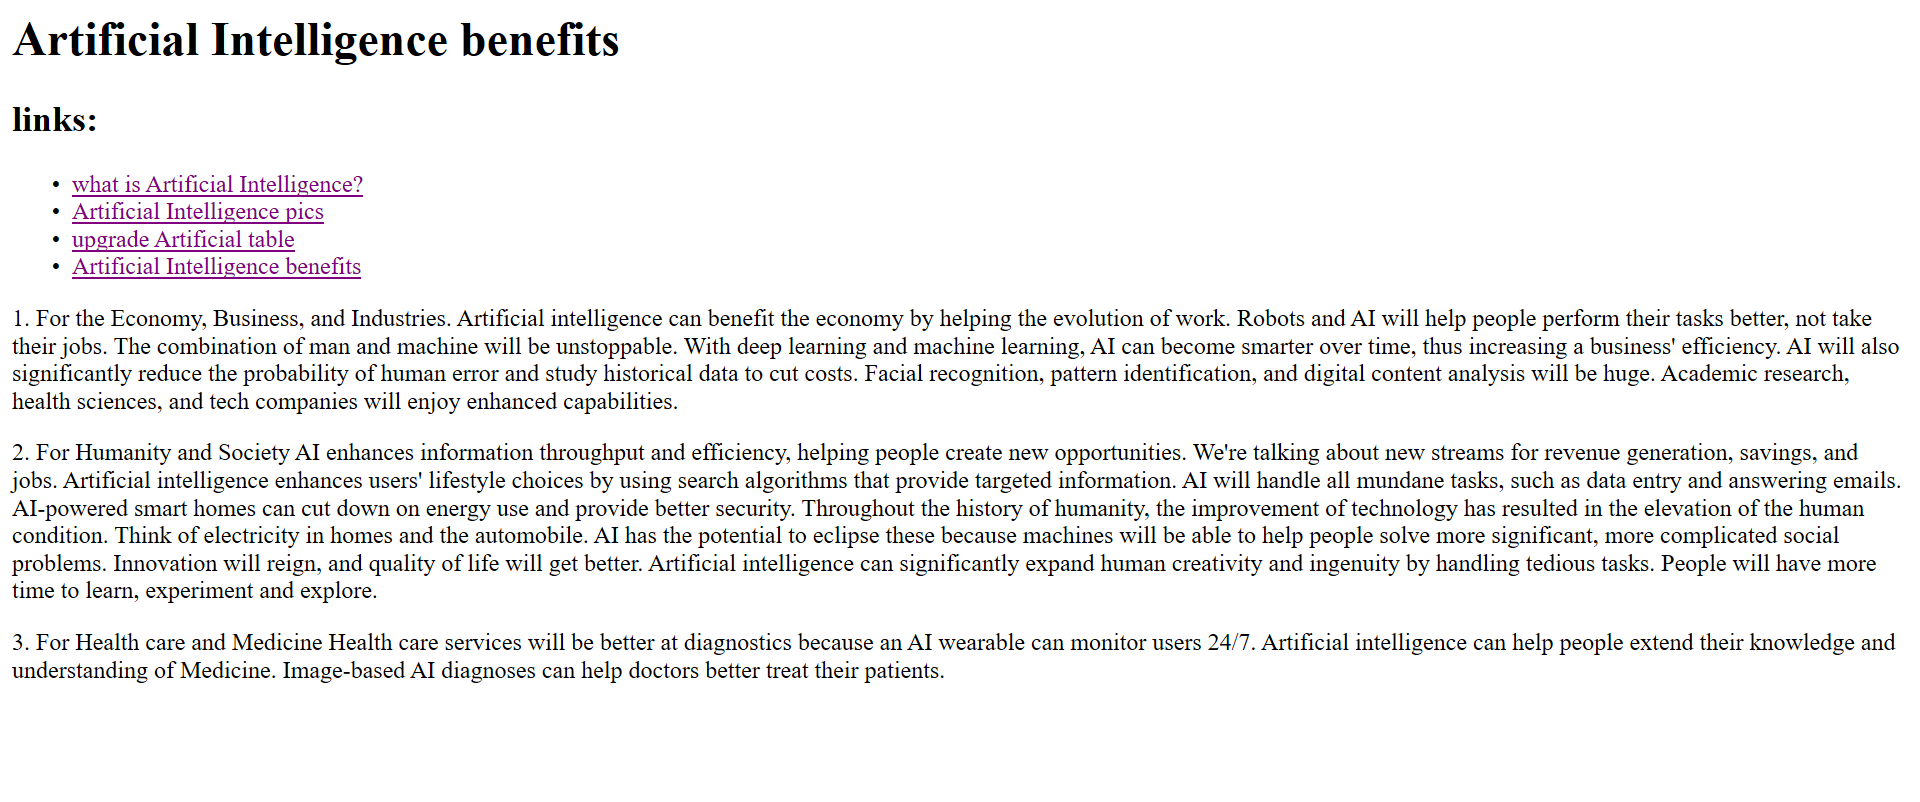 Artificial Intelligence benefits
links:
• what is Artificial Intelligence?
• Artificial Intelligence pics
• upgrade Artificial table
• Artificial Intelligence benefits
1. For the Economy, Business, and Industries. Artificial intelligence can benefit the economy by helping the evolution of work. Robots and AI will help people perform their tasks better, not take
their jobs. The combination of man and machine will be unstoppable. With deep learning and machine learning, AI can become smarter over time, thus increasing a business' efficiency. AI will also
significantly reduce the probability of human error and study historical data to cut costs. Facial recognition, pattern identification, and digital content analysis will be huge. Academic research,
health sciences, and tech companies will enjoy enhanced capabilities.
2. For Humanity and Society AI enhances information throughput and efficiency, helping people create new opportunities. We're talking about new streams for revenue generation, savings, and
jobs. Artificial intelligence enhances users' lifestyle choices by using search algorithms that provide targeted information. AI will handle all mundane tasks, such as data entry and answering emails.
AI-powered smart homes can cut down on energy use and provide better security. Throughout the history of humanity, the improvement of technology has resulted in the elevation of the human
condition. Think of electricity in homes and the automobile. AI has the potential to eclipse these because machines will be able to help people solve more significant, more complicated social
problems. Innovation will reign, and quality of life will get better. Artificial intelligence can significantly expand human creativity and ingenuity by handling tedious tasks. People will have more
time to learn, experiment and explore.
3. For Health care and Medicine Health care services will be better at diagnostics because an AI wearable can monitor users 24/7. Artificial intelligence can help people extend their knowledge and
understanding of Medicine. Image-based AI diagnoses can help doctors better treat their patients.